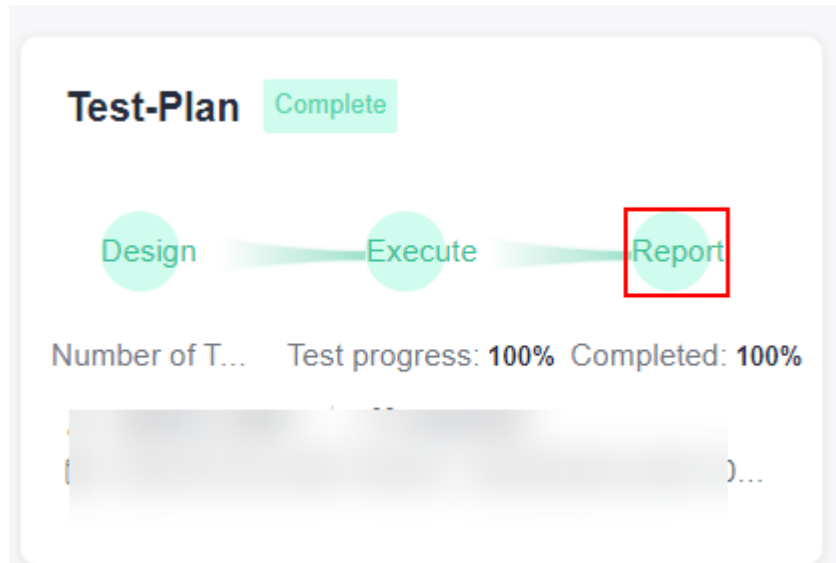 Test-Plan Complete
Design Execute Report
Number of T... Test progress: 100% Completed: 100%
...